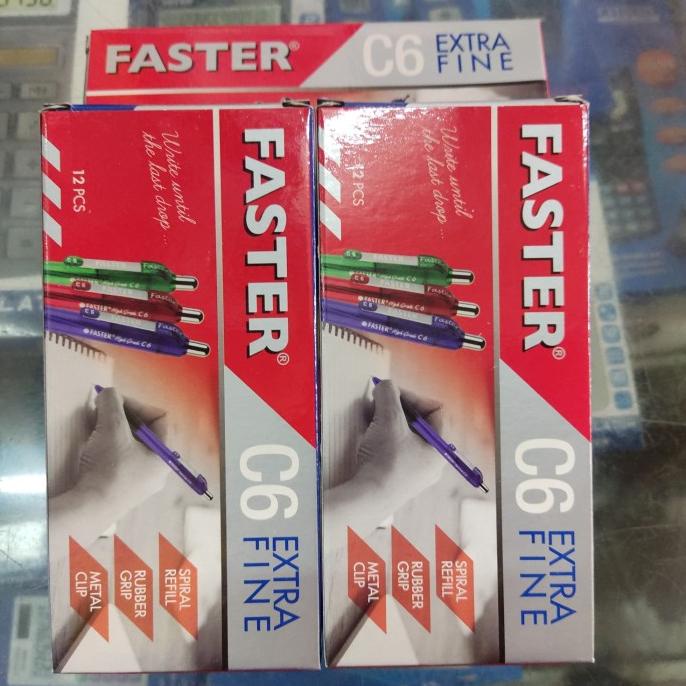 FASTER® C6 EXTRA
FINE
FASTER®
Write until
the last drop...
12 PCS
C6 EXTRA
FINE
SPIRAL
REFILL
RUBBER
GRIP
METAL
CLIP
FASTER®
Write until
the last drop...
12 PCS
C6 EXTRA
FINE
SPIRAL
REFILL
RUBBER
GRIP
METAL
CLIP